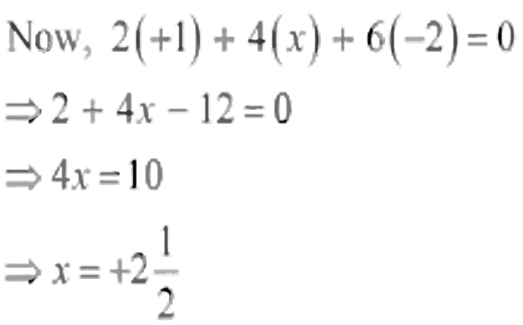 Now, 2(+1) + 4(x) + 6(−2) = 0
⇒ 2 + 4x − 12 = 0
⇒ 4x = 10
⇒ x = +2 1/2